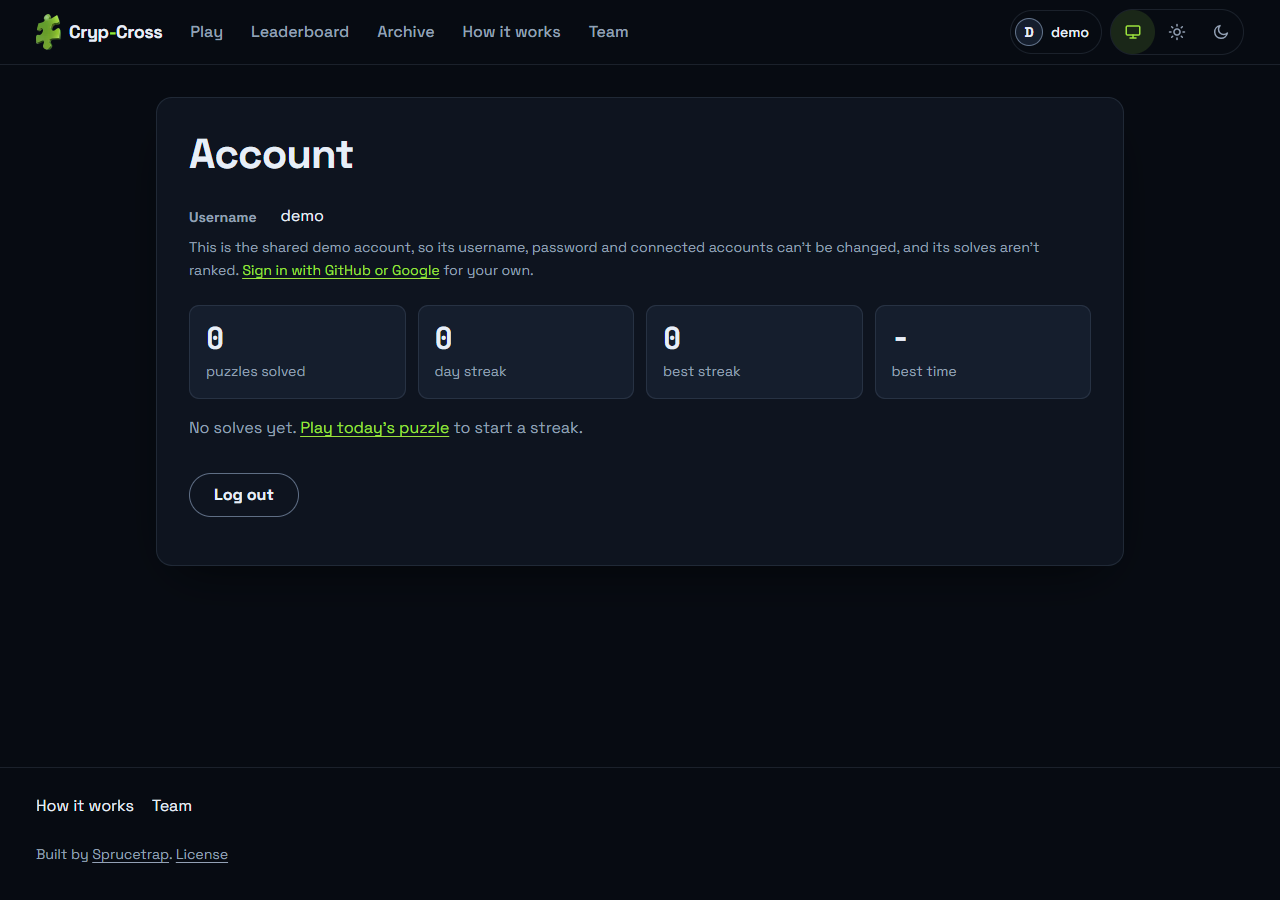 Cryp-Cross Play Leaderboard Archive How it works Team D demo
Account
Username demo
This is the shared demo account, so its username, password and connected accounts can't be changed, and its solves aren't
ranked. Sign in with GitHub or Google for your own.
0 0 0 -
puzzles solved day streak best streak best time
No solves yet. Play today's puzzle to start a streak.
Log out
How it works Team
Built by Sprucetrap. License